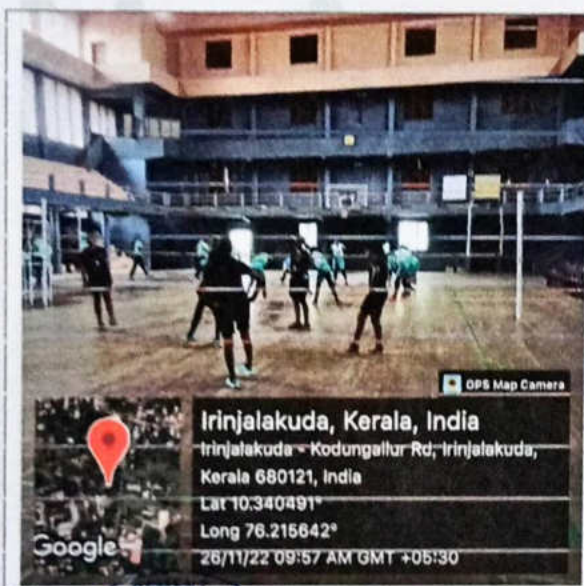 GPS Map Camera
Irinjalakuda, Kerala, India
Irinjalakuda - Kodungallur Rd, Irinjalakuda,
Kerala 680121, India
Lat 10.340491°
Long 76.215642°
26/11/22 09:57 AM GMT +05:30
Google